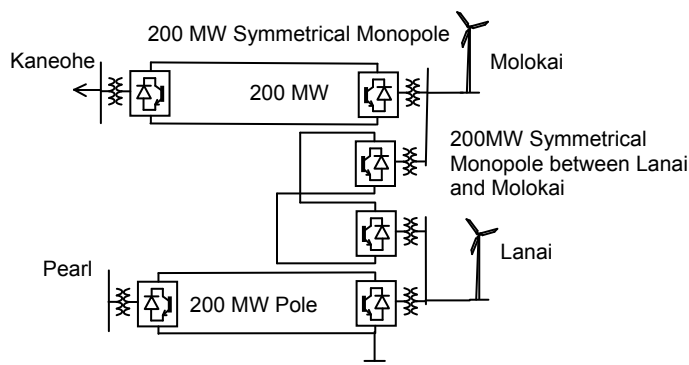 200 MW Symmetrical Monopole
Kaneohe
Molokai
200 MW
200MW Symmetrical
Monopole between Lanai
and Molokai
Pearl
Lanai
200 MW Pole